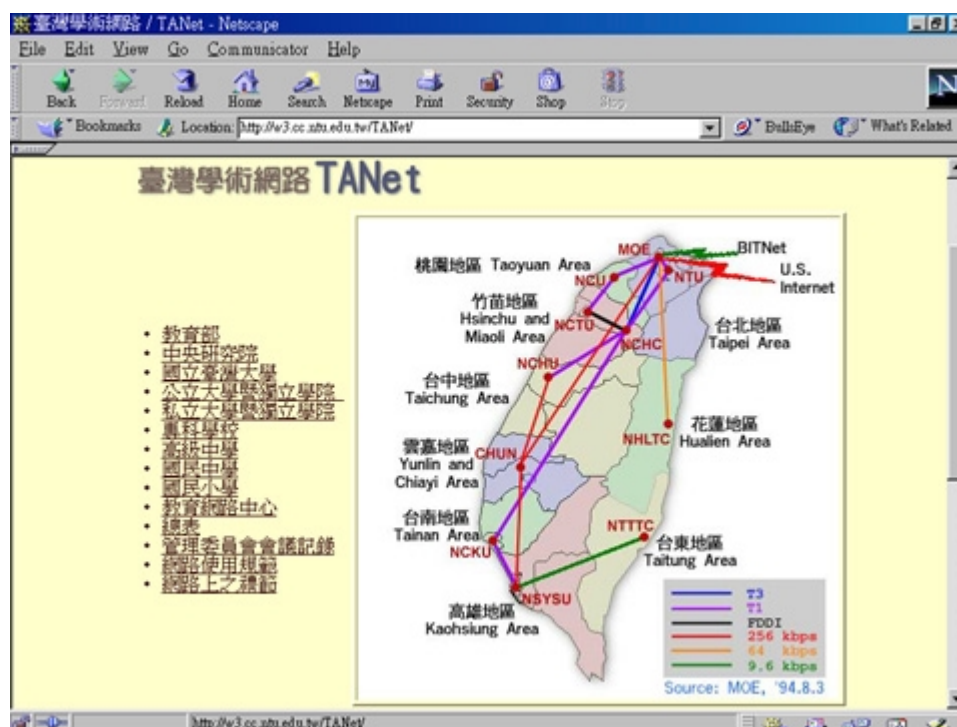 臺灣學術網路 / TANet - Netscape
File Edit View Go Communicator Help
Back Forward Reload Home Search Netscape Print Security Shop Stop
Bookmarks Location: http://w3.cc.ntu.edu.tw/TANet/ BullsEye What's Related
臺灣學術網路 TANet
教育部
中央研究院
國立臺灣大學
公立大學暨獨立學院
私立大學暨獨立學院
專科學校
高級中學
國民中學
國民小學
教育網路中心
總表
管理委員會會議記錄
網路使用規範
網路上之禮節
MOE
BITNet
桃園地區 Taoyuan Area
NCU
NTU
U.S.
Internet
竹苗地區
Hsinchu and
Miaoli Area
NCTU
NCHC
台北地區
Taipei Area
NCHU
台中地區
Taichung Area
花蓮地區
Hualien Area
NHLTC
雲嘉地區
Yunlin and
Chiayi Area
CHUN
台南地區
Tainan Area
NCKU
NTTTC
台東地區
Taitung Area
NSYSU
高雄地區
Kaohsiung Area
T3
T1
FDDI
256 kbps
64 kbps
9.6 kbps
Source: MOE, '94.8.3
http://w3.cc.ntu.edu.tw/TANet/